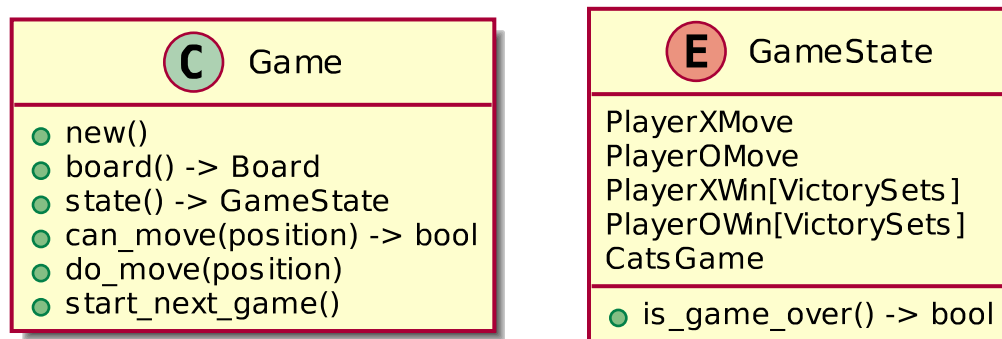 C Game
new()
board() -> Board
state() -> GameState
can_move(position) -> bool
do_move(position)
start_next_game()
E GameState
PlayerXMove
PlayerOMove
PlayerXWin[VictorySets]
PlayerOWin[VictorySets]
CatsGame
is_game_over() -> bool